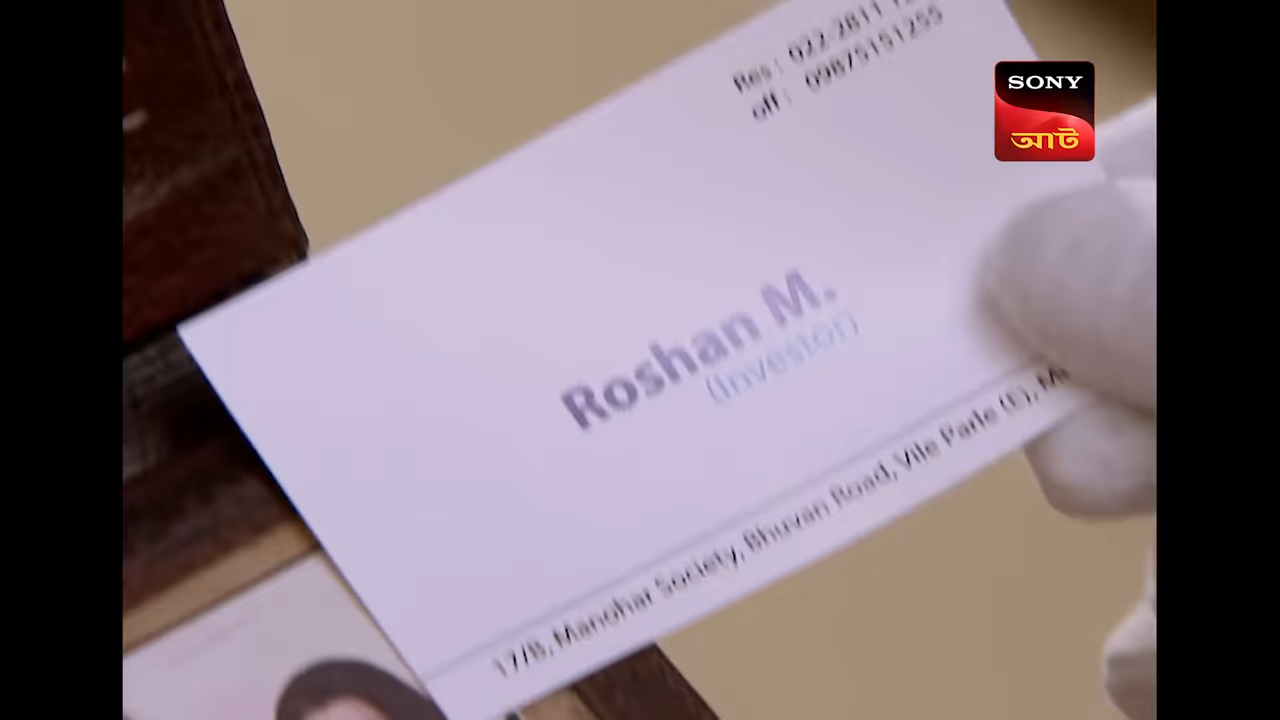 Res : 022-2811
off : 09875151255
SONY
আট
Roshan M.
(Investor)
17/B, Manohar Society, Bhuvan Road, Vile Parle (E),